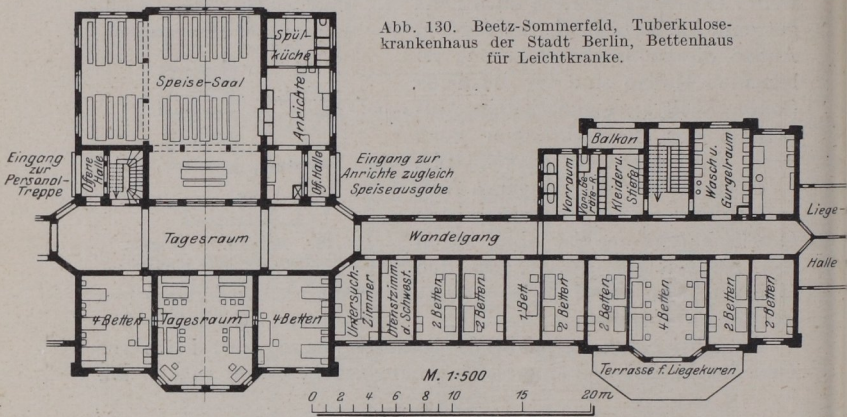 Abb. 130. Beetz-Sommerfeld, Tuberkulose-
krankenhaus der Stadt Berlin, Bettenhaus
für Leichtkranke.
Spül-
küche
Speise-Saal
Anrichte
Eingang
zur
Personal-
Treppe
Offene
Halle
Off. Halle
Eingang zur
Anrichte zugleich
Speiseausgabe
Balkon
Vorraum
Kleider u.
Stiefel
Wasch u.
Gurgelraum
Tagesraum
Wandelgang
Liege-
Halle
4 Betten
Tagesraum
4 Betten
Untersuch.-
Zimmer
Dienstzimm.
d. Schwest.
2 Betten
2 Betten
1 Bett
2 Betten
2 Betten
4 Betten
2 Betten
2 Betten
Terrasse f. Liegekuren
M. 1:500
0 2 4 6 8 10 15 20 m